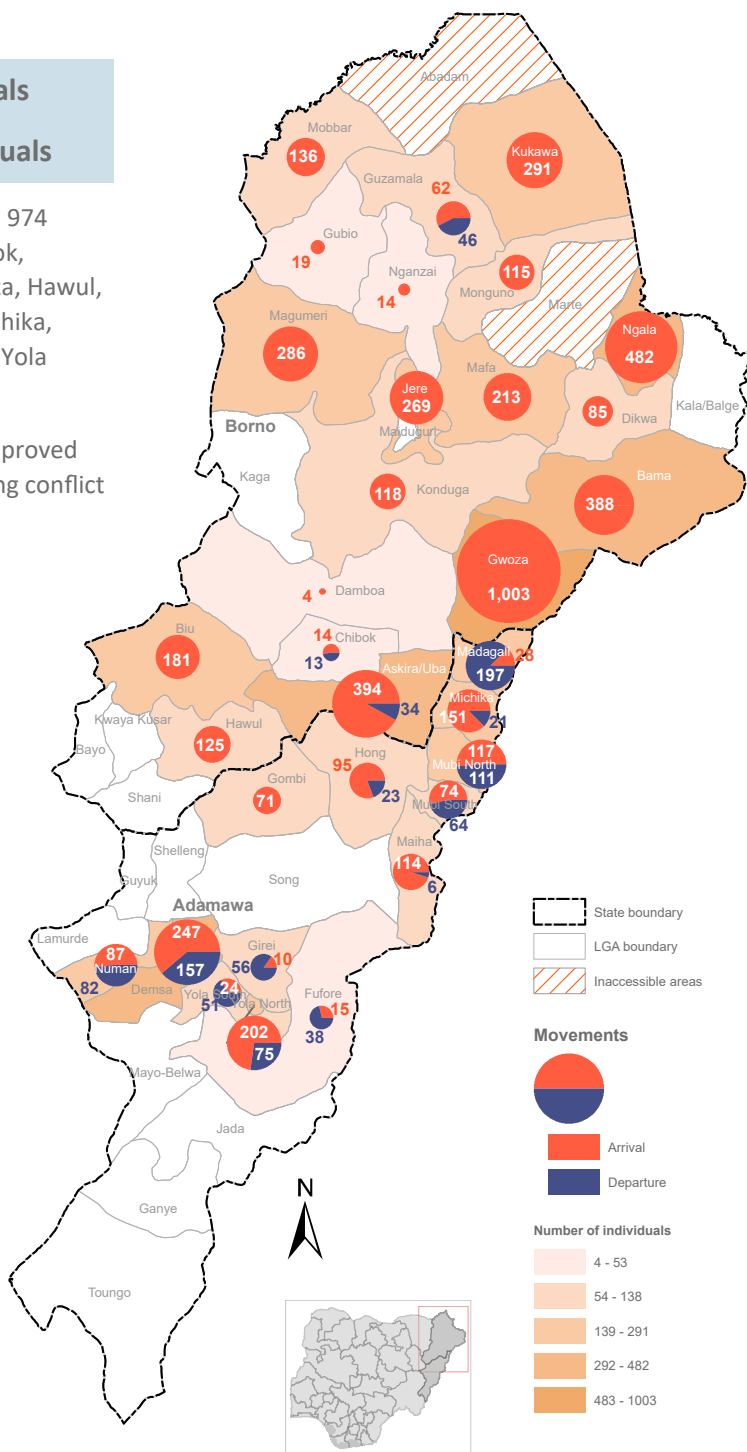 als
uals
974
ok,
a, Hawul,
hika,
Yola
proved
ng conflict
Abadam
Mobbar
136
Kukawa
291
Guzamala
62
46
Gubio
19
Nganzai
14
115
Monguno
Marte
Magumeri
286
Ngala
482
Mafa
213
Jere
269
Maiduguri
85
Dikwa
Kala/Balge
Borno
Kaga
118
Konduga
Bama
388
Gwoza
1,003
4
Damboa
14
Chibok
13
Biu
181
Askira/Uba
394
34
Madagali
28
197
Michika
151
21
Kwaya Kusar
Bayo
Hawul
125
Shani
Hong
95
23
117
Mubi North
111
Gombi
71
74
Mubi South
64
Shelleng
Guyuk
Song
Maiha
114
6
Adamawa
Lamurde
87
Numan
82
247
157
Demsa
Girei
10
56
Yola South
24
51
Yola North
202
75
Fufore
15
38
Mayo-Belwa
Jada
Ganye
Toungo
N
State boundary
LGA boundary
Inaccessible areas
Movements
Arrival
Departure
Number of individuals
4 - 53
54 - 138
139 - 291
292 - 482
483 - 1003